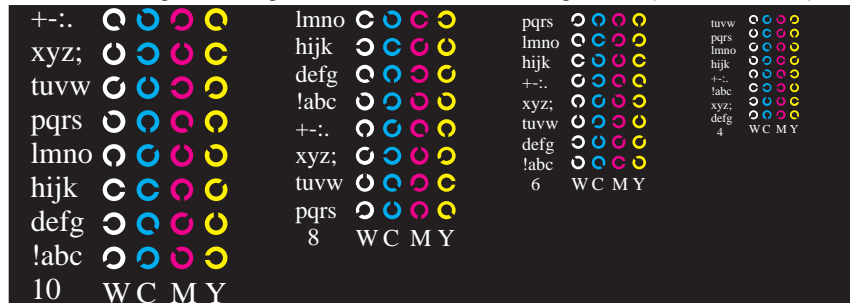 +-:.
xyz;
tuvw
pqrs
lmno
hijk
defg
!abc
10 W C M Y
lmno
hijk
defg
!abc
+-:.
xyz;
tuvw
pqrs
8 W C M Y
pqrs
lmno
hijk
+-:.
xyz;
tuvw
defg
!abc
6 W C M Y
tuvw
pqrs
lmno
hijk
+-:.
!abc
xyz;
defg
4 W C M Y